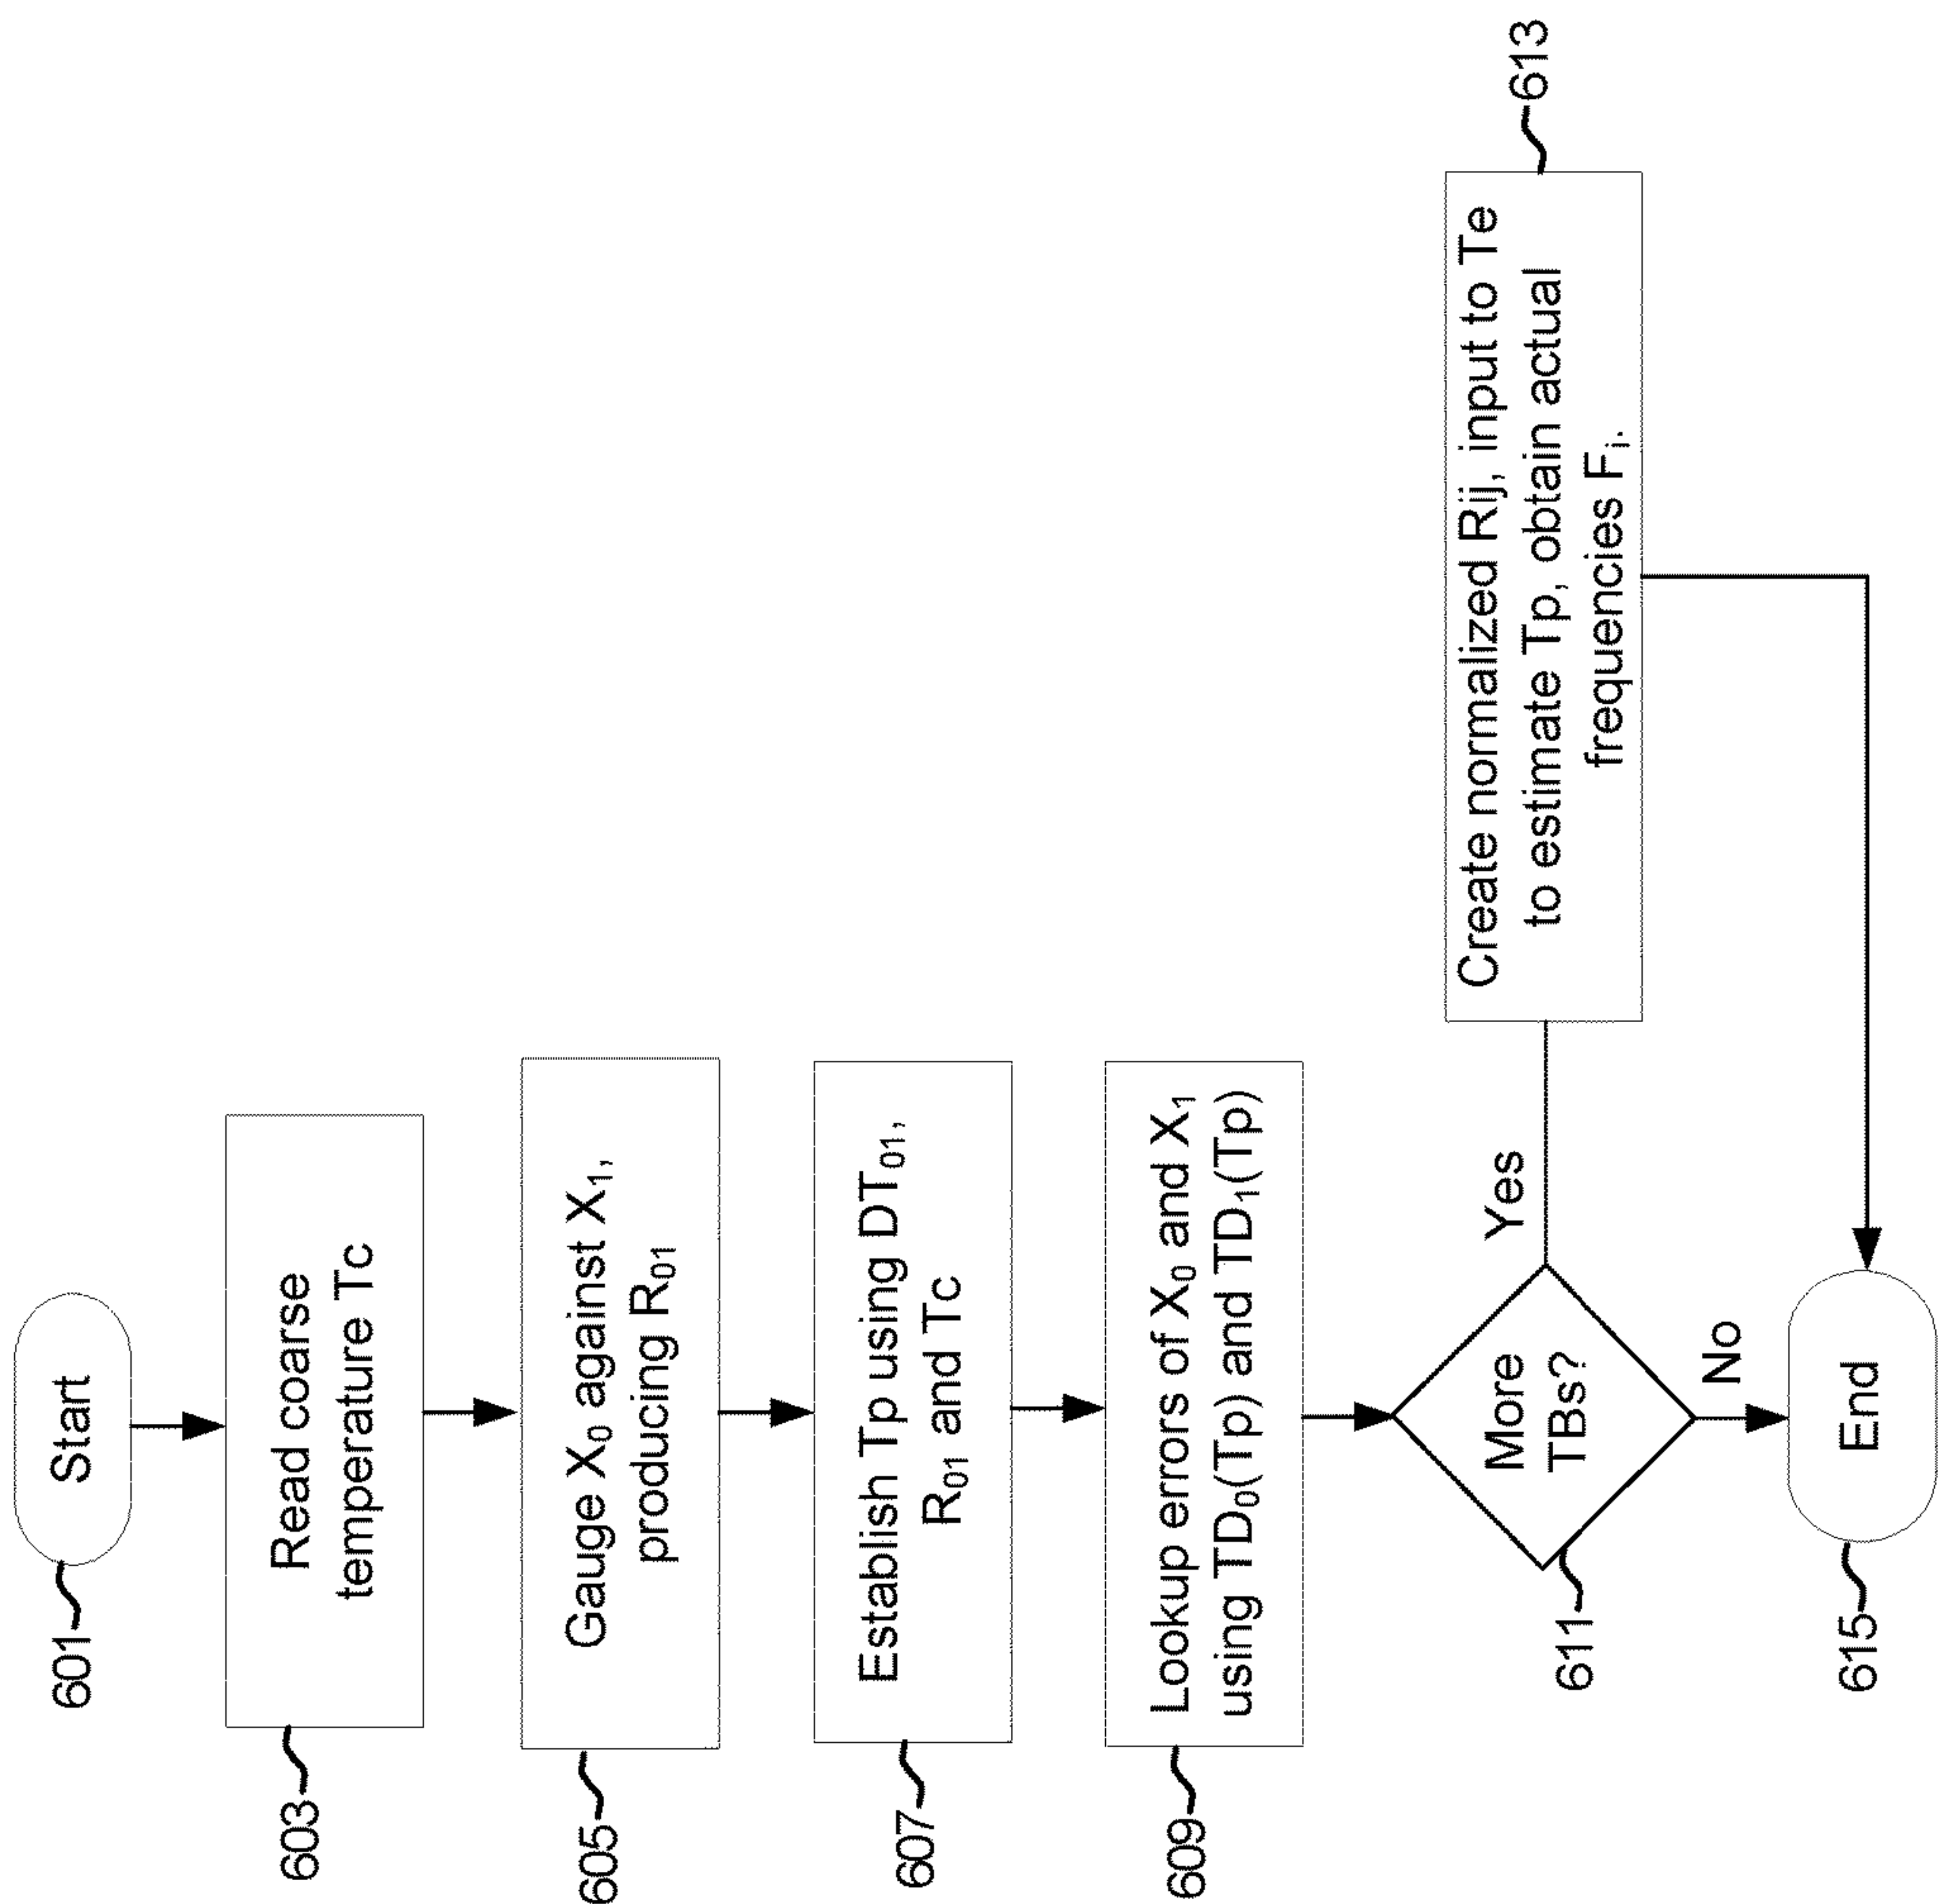 601
Start
603
Read coarse
temperature Tc
605
Gauge X₀ against X₁,
producing R₀₁
607
Establish Tp using DT₀₁,
R₀₁ and Tc
609
Lookup errors of X₀ and X₁
using TD₀(Tp) and TD₁(Tp)
611
More
TBs?
Yes
No
613
Create normalized Rij, input to Te
to estimate Tp, obtain actual
frequencies Fᵢ.
615
End